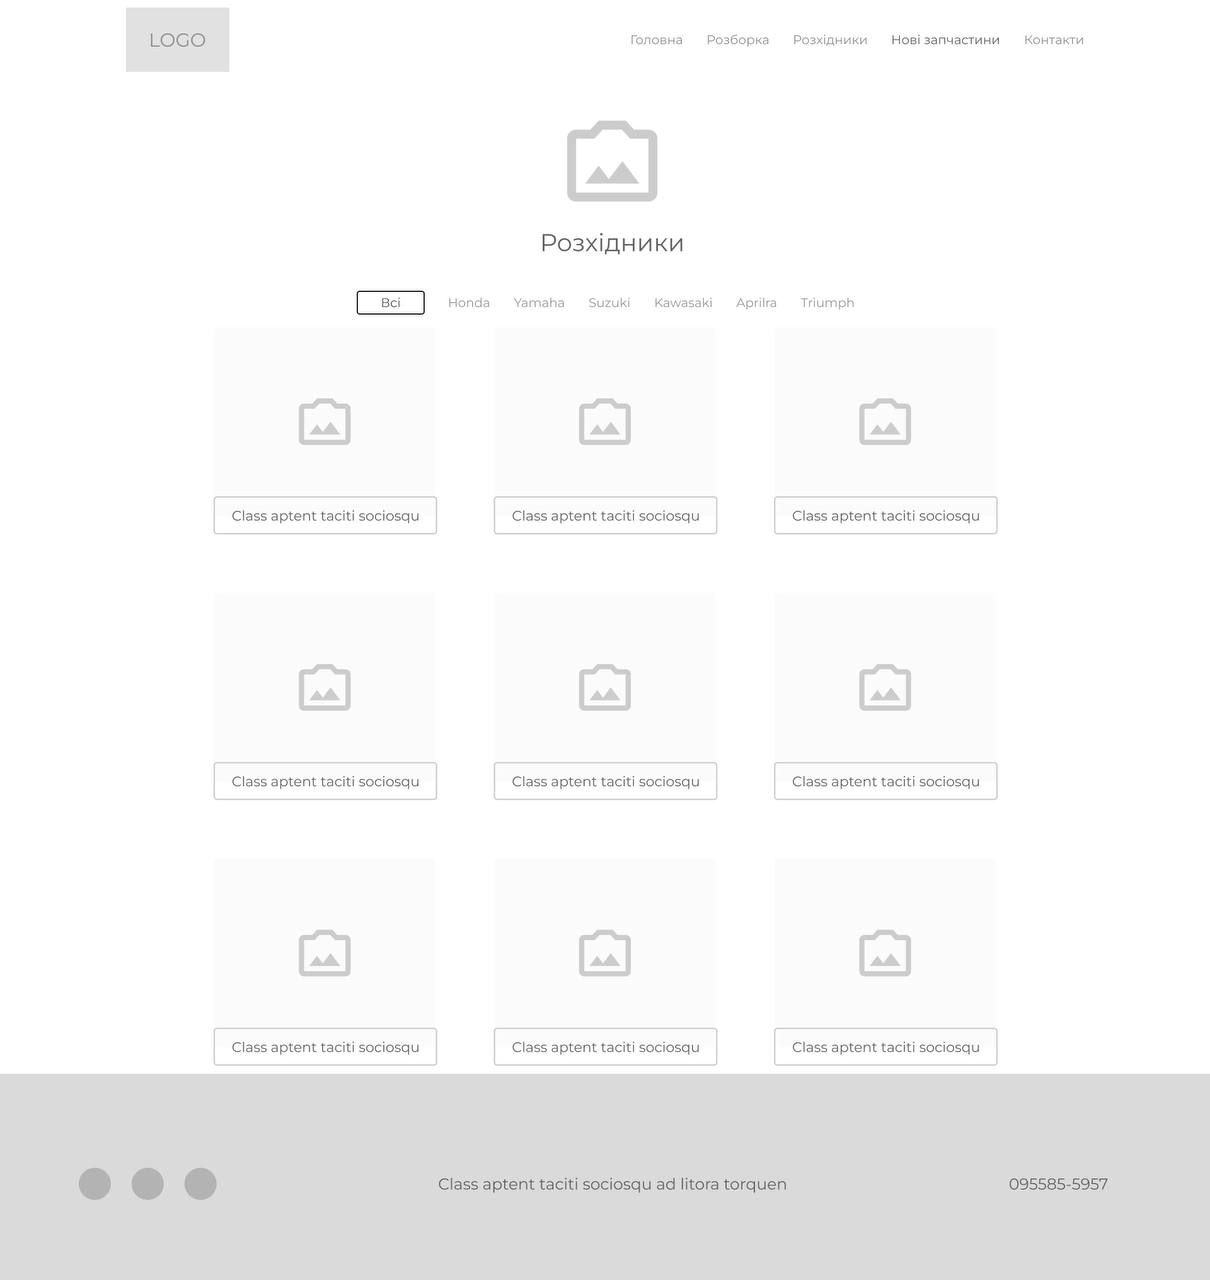 LOGO
Головна Розборка Розхідники Нові запчастини Контакти
Розхідники
Всі Honda Yamaha Suzuki Kawasaki Aprilra Triumph
Class aptent taciti sociosqu Class aptent taciti sociosqu Class aptent taciti sociosqu
Class aptent taciti sociosqu Class aptent taciti sociosqu Class aptent taciti sociosqu
Class aptent taciti sociosqu Class aptent taciti sociosqu Class aptent taciti sociosqu
Class aptent taciti sociosqu ad litora torquen 095585-5957